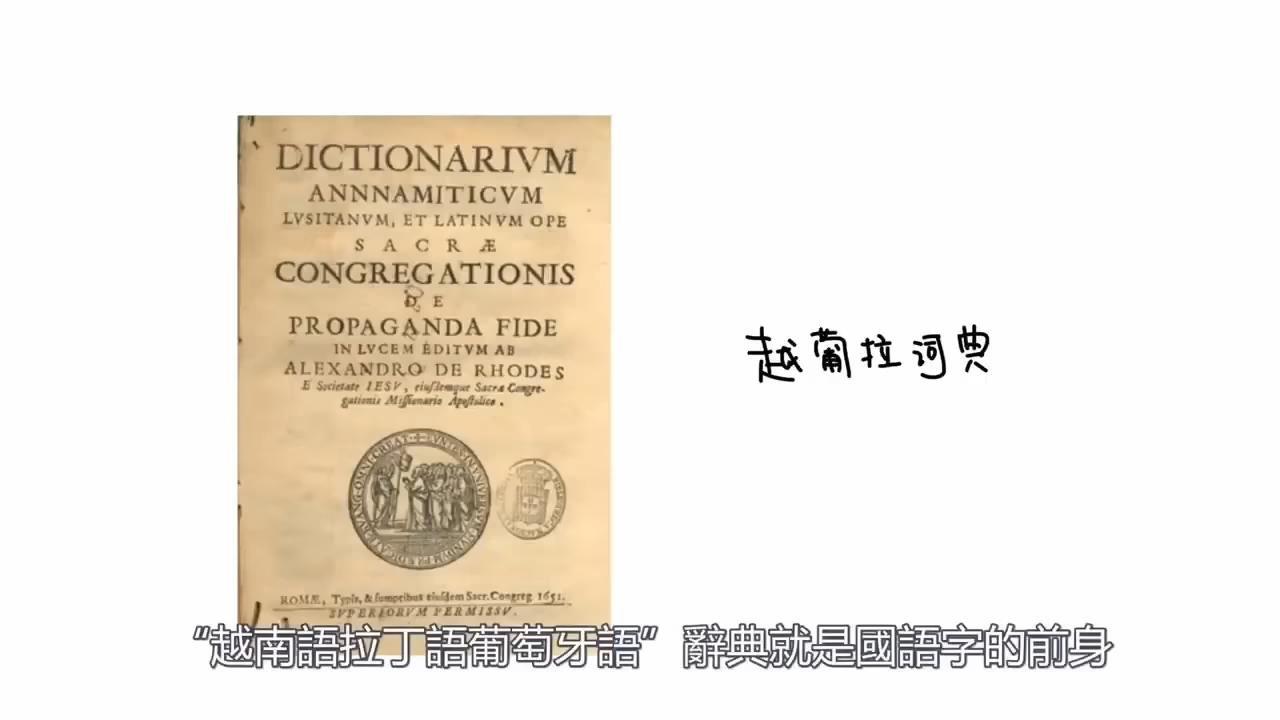 DICTIONARIVM
ANNNAMITICVM
LVSITANVM, ET LATINVM OPE
SACRÆ
CONGREGATIONIS
DE
PROPAGANDA FIDE
IN LVCEM EDITVM AB
ALEXANDRO DE RHODES
E Societate IESV, eiuſdemque Sacræ Congre-
gationis Miſſionario Apoſtolico.
ROMÆ, Typis, & ſumptibus eiuſdem Sacr. Congreg. 1651.
SVPERIORVM PERMISSV.
越葡拉词典
“越南語拉丁語葡萄牙語”辭典就是國語字的前身